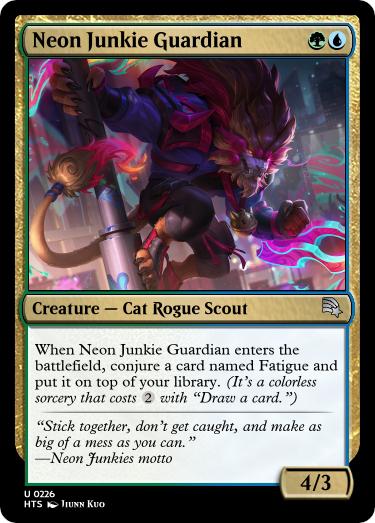 Neon Junkie Guardian
Creature — Cat Rogue Scout
When Neon Junkie Guardian enters the
battlefield, conjure a card named Fatigue and
put it on top of your library. (It's a colorless
sorcery that costs 2 with “Draw a card.”)
“Stick together, don't get caught, and make as
big of a mess as you can.”
—Neon Junkies motto
4/3
U 0226
HTS Jiunn Kuo